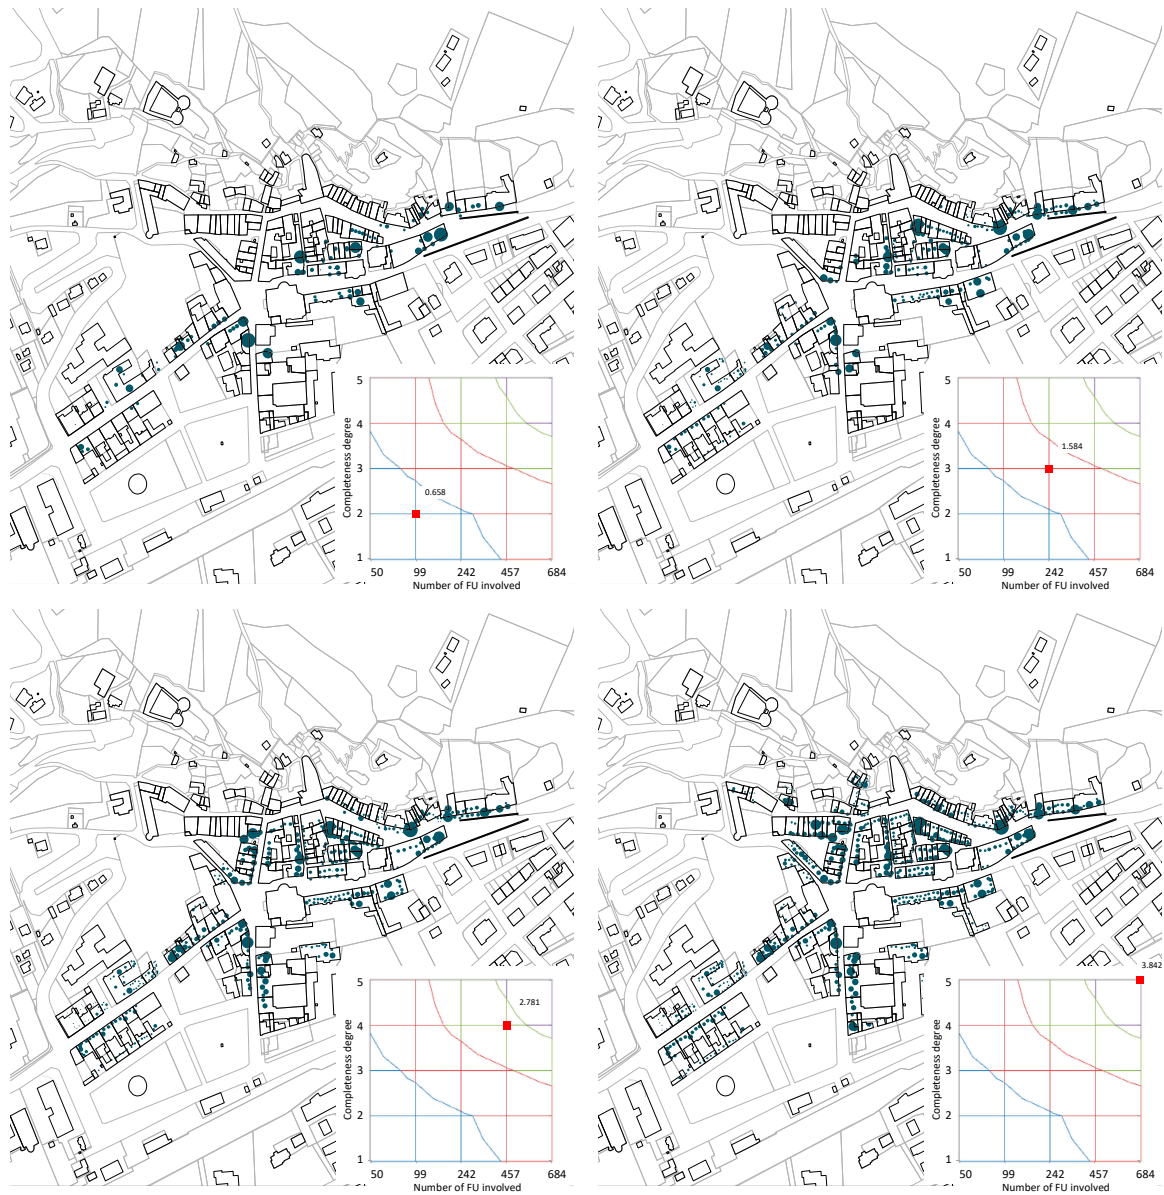 5
4
0.658
3
2
1
Completeness degree
50 99 242 457 684
Number of FU involved
5
4
1.584
3
2
1
Completeness degree
50 99 242 457 684
Number of FU involved
5
2.781
4
3
2
1
Completeness degree
50 99 242 457 684
Number of FU involved
3.842
5
4
3
2
1
Completeness degree
50 99 242 457 684
Number of FU involved